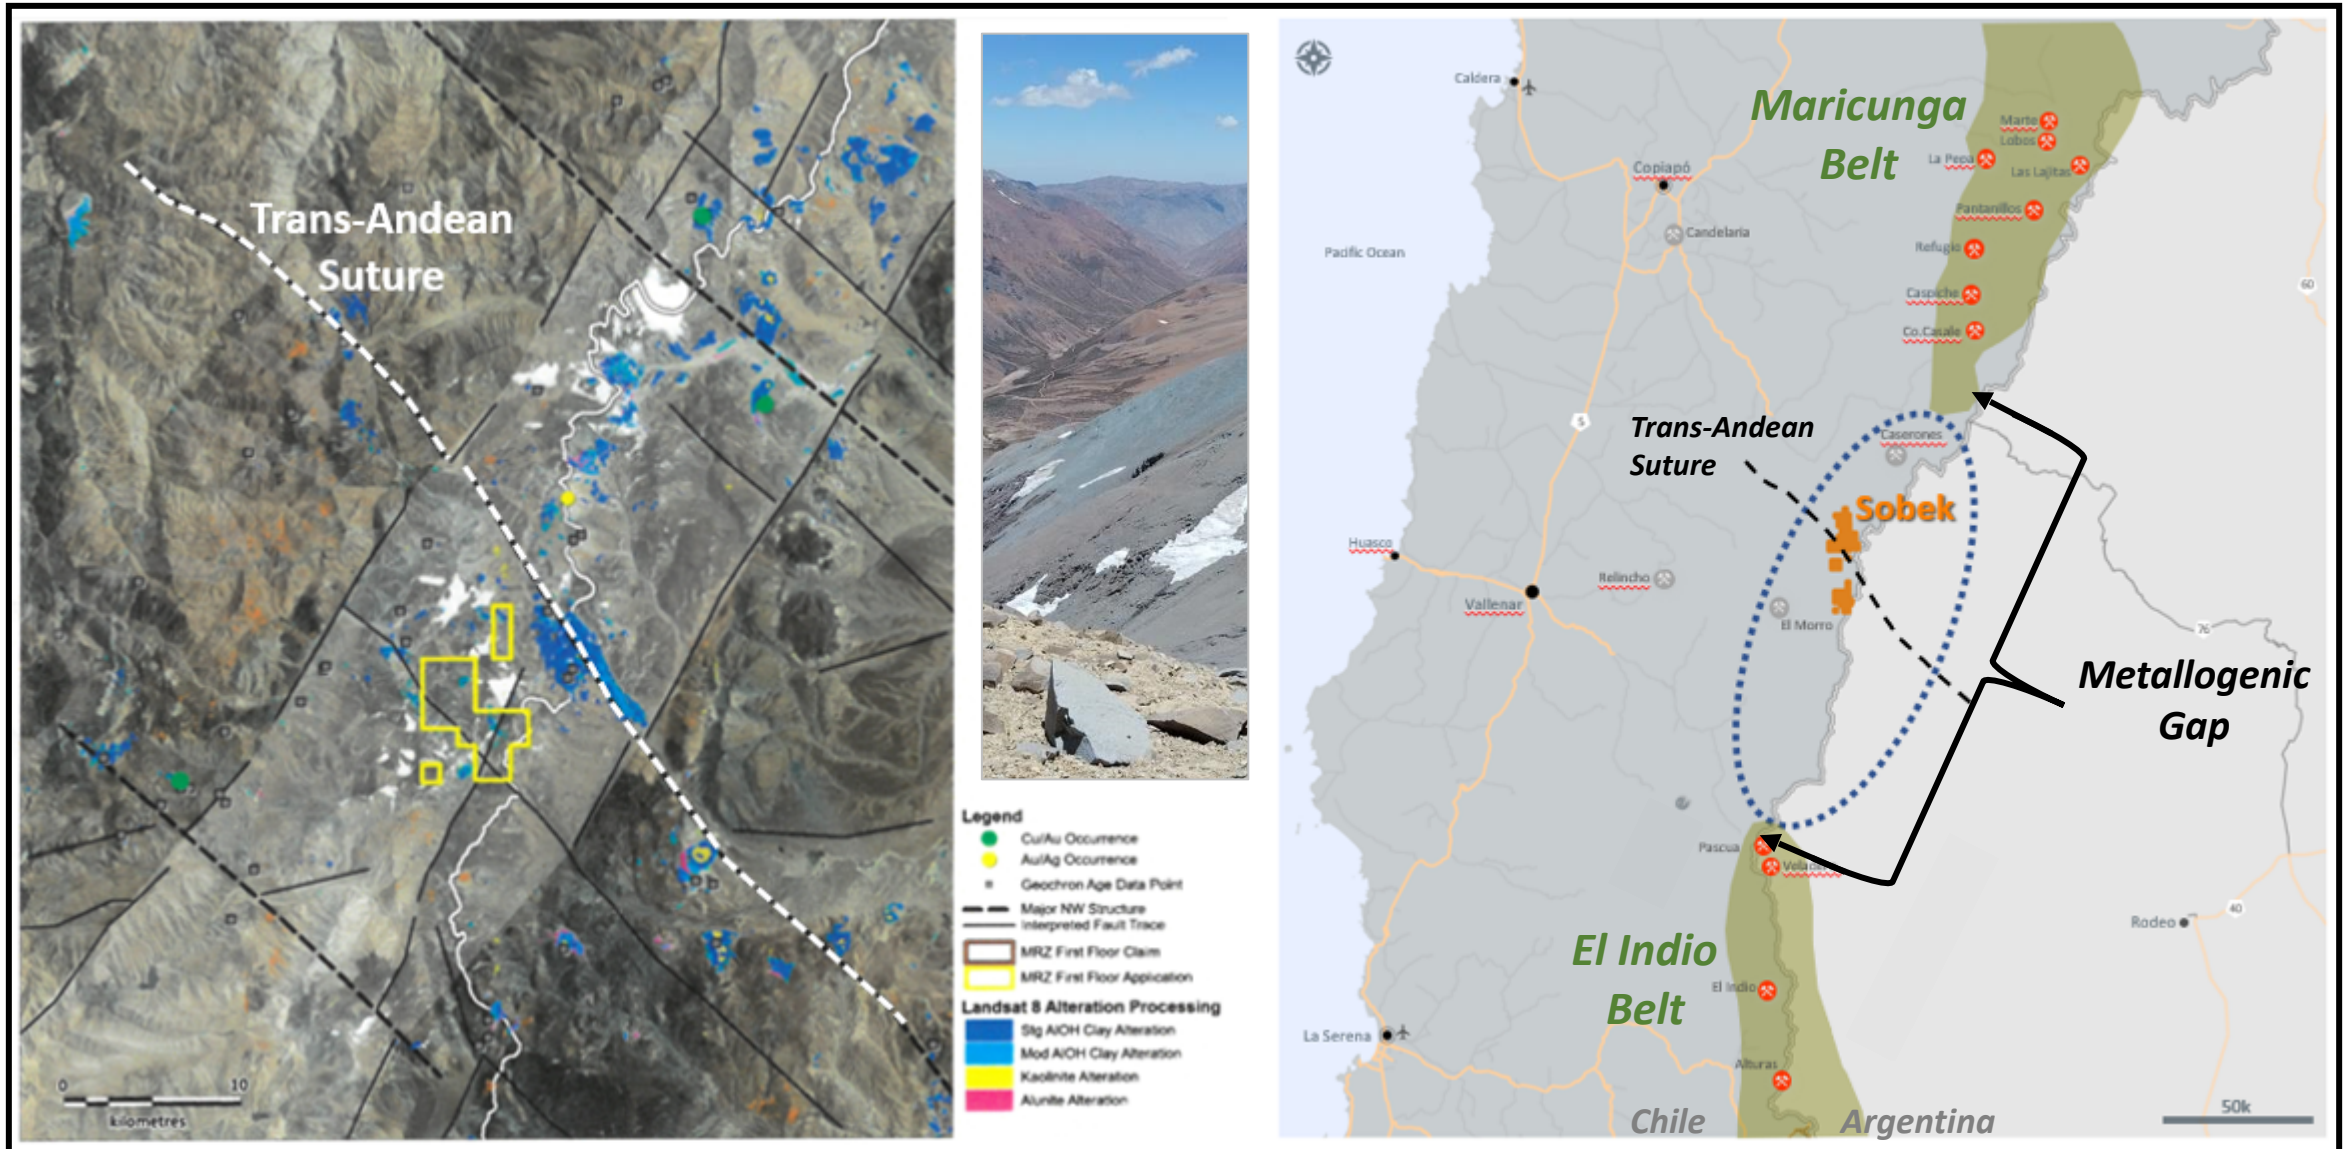 Trans-Andean
Suture
0 10
kilometres
Legend
Cu/Au Occurrence
Au/Ag Occurrence
Geochron Age Data Point
Major NW Structure
Interpreted Fault Trace
MRZ First Floor Claim
MRZ First Floor Application
Landsat 8 Alteration Processing
Stg AlOH Clay Alteration
Mod AlOH Clay Alteration
Kaolinite Alteration
Alunite Alteration
Caldera
Maricunga
Belt
Marte
Lobos
La Pepa
Las Lajitas
Copiapó
Pantanillos
Candelaria
Refugio
Pacific Ocean
60
Caspiche
Co.Casale
5
Trans-Andean
Suture
Caserones
Sobek
Huasco
Relincho
Vallenar
El Morro
76
Metallogenic
Gap
Pascua
Rodeo
40
El Indio
Belt
El Indio
La Serena
Alturas
50k
Chile
Argentina